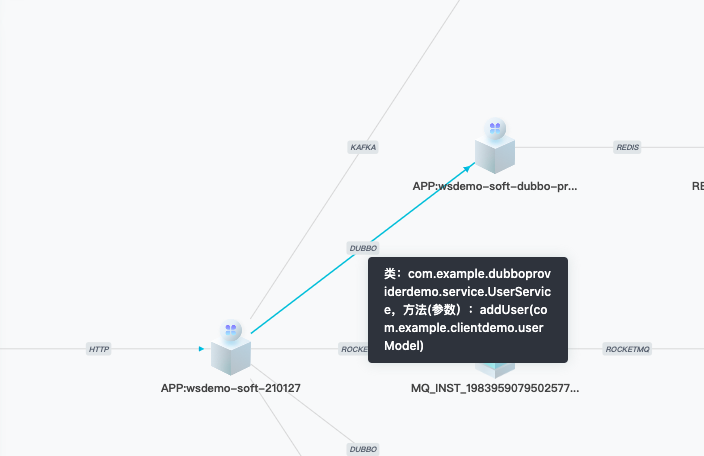 KAFKA
REDIS
APP:wsdemo-soft-dubbo-pr...
RE
DUBBO
类：com.example.dubboprov
iderdemo.service.UserServic
e，方法(参数）：addUser(co
m.example.clientdemo.user
Model)
HTTP
ROCKE
ROCKETMQ
APP:wsdemo-soft-210127
MQ_INST_1983959079502577...
DUBBO